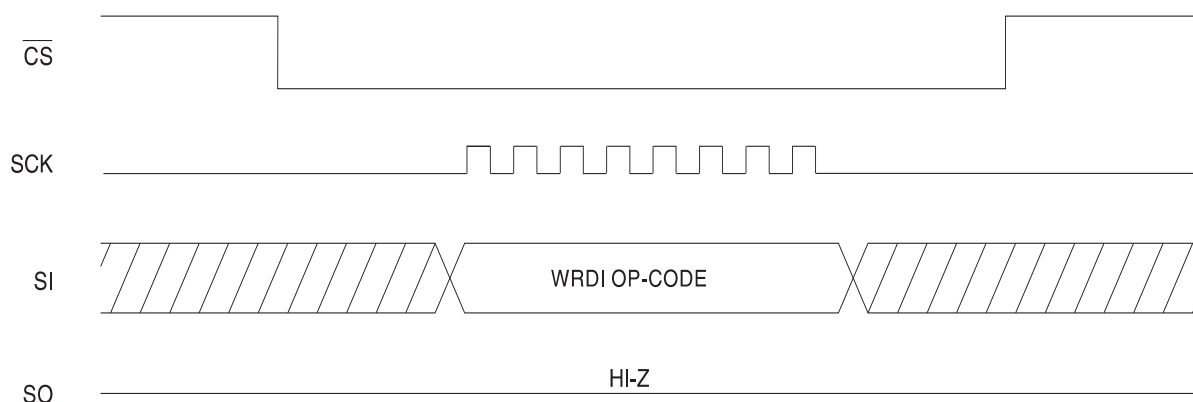 CS
SCK
SI
WRDI OP-CODE
HI-Z
SO